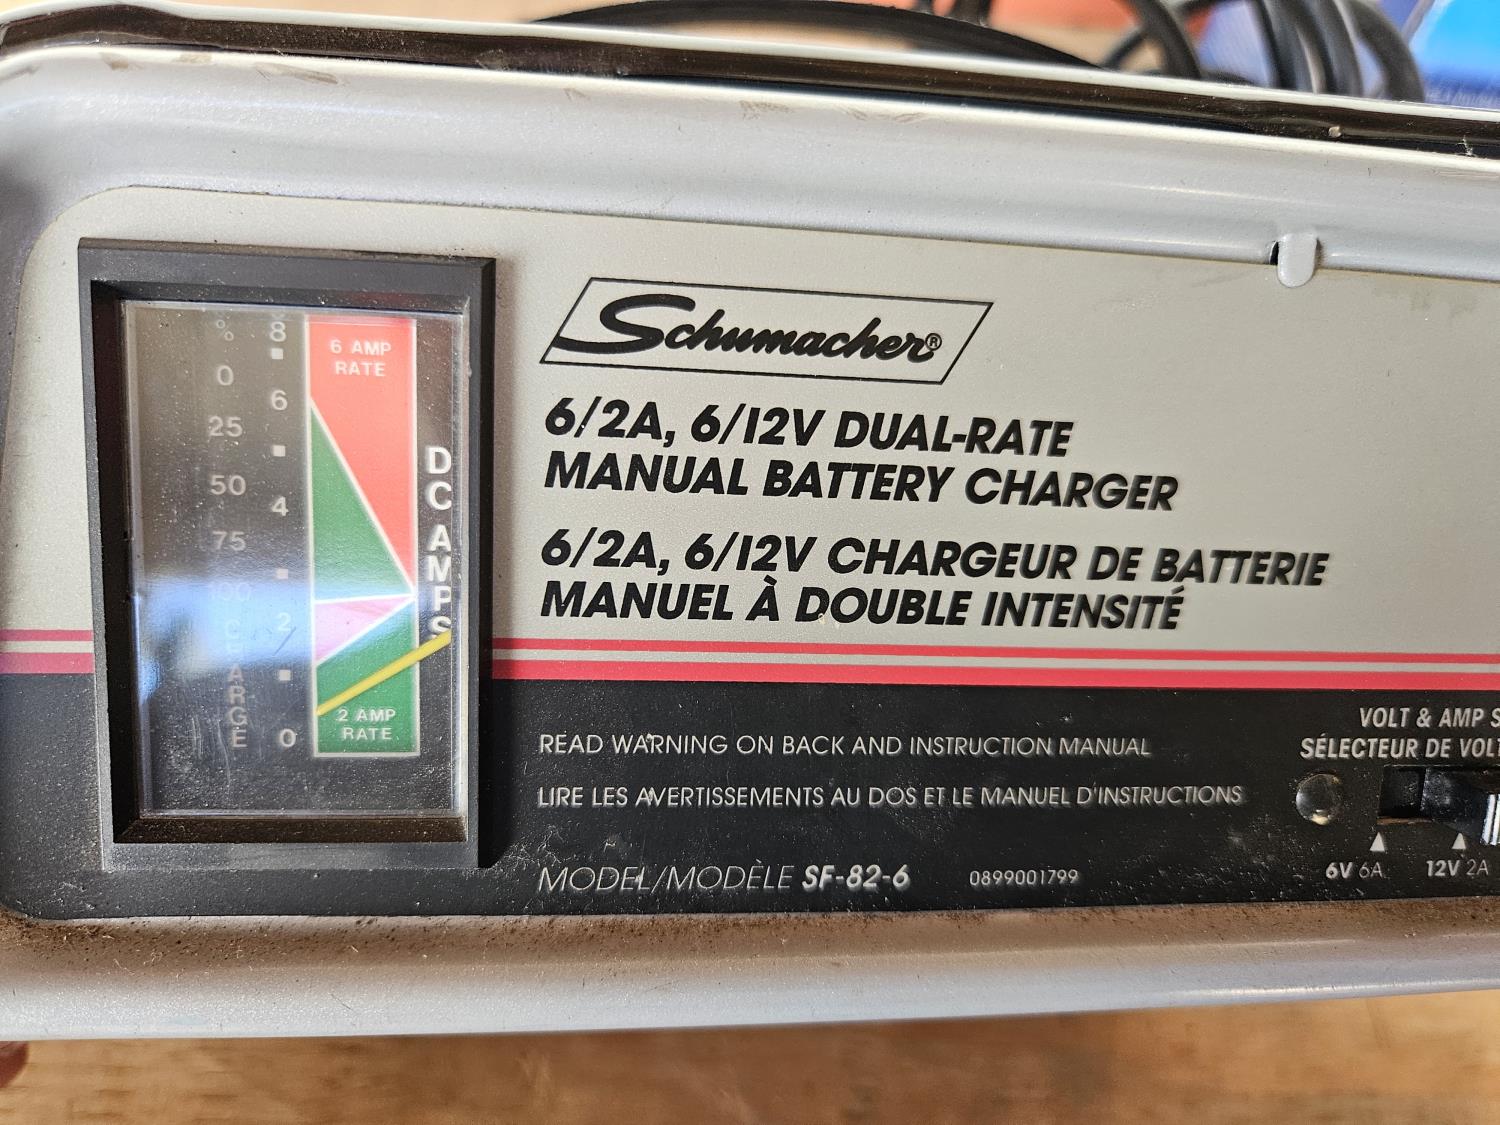 %
0
25
50
75
100
CHARGE
8
6
4
2
0
6 AMP
RATE
2 AMP
RATE
DC AMPS
Schumacher®
6/2A, 6/12V DUAL-RATE
MANUAL BATTERY CHARGER
6/2A, 6/12V CHARGEUR DE BATTERIE
MANUEL À DOUBLE INTENSITÉ
READ WARNING ON BACK AND INSTRUCTION MANUAL
LIRE LES AVERTISSEMENTS AU DOS ET LE MANUEL D'INSTRUCTIONS
MODEL/MODÈLE SF-82-6 0899001799
VOLT & AMP S
SÉLECTEUR DE VOLT
6V 6A 12V 2A